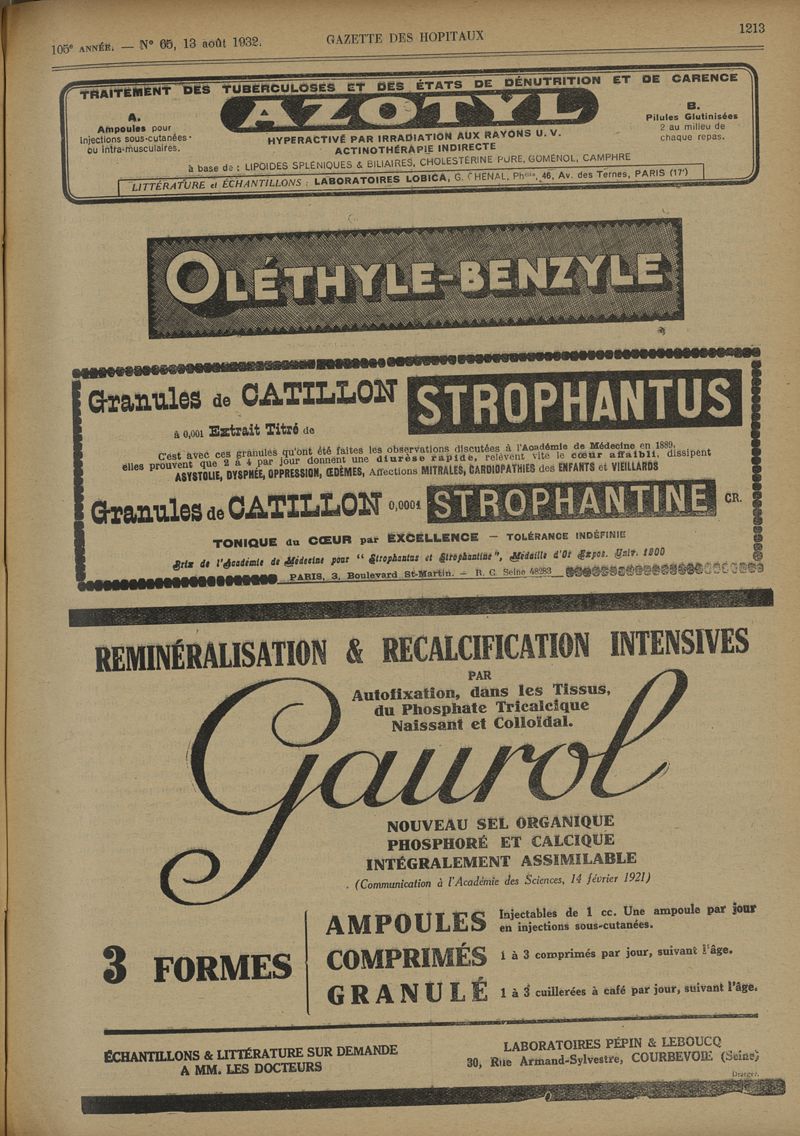 105e ANNÉE. — N° 65, 13 août 1932.
GAZETTE DES HOPITAUX
1213
TRAITEMENT DES TUBERCULOSES ET DES ÉTATS DE DÉNUTRITION ET DE CARENCE
AZOTYL
A.
Ampoules pour
Injections sous-cutanées
ou intra-musculaires.
B.
Pilules Glutinisées
2 au milieu de
chaque repas.
HYPERACTIVÉ PAR IRRADIATION AUX RAYONS U. V.
ACTINOTHÉRAPIE INDIRECTE
à base de : LIPOIDES SPLÉNIQUES & BILIAIRES, CHOLESTÉRINE PURE, GOMÉNOL, CAMPHRE
LITTÉRATURE et ÉCHANTILLONS : LABORATOIRES LOBICA, G. CHENAL, Phcien, 46, Av. des Ternes, PARIS (17e)
OLÉTHYLE-BENZYLE
Granules de CATILLON STROPHANTUS
à 0,001 Extrait Titré de
C'est avec ces granules qu'ont été faites les observations discutées à l'Académie de Médecine en 1889,
elles prouvent que 2 à 4 par jour donnent une diurèse rapide, relèvent vite le cœur affaibli, dissipent
ASYSTOLIE, DYSPNÉE, OPPRESSION, ŒDÈMES, Affections MITRALES, CARDIOPATHIES des ENFANTS et VIEILLARDS
Granules de CATILLON 0,0001 STROPHANTINE CR.
TONIQUE du CŒUR par EXCELLENCE — TOLÉRANCE INDÉFINIE
Prix de l'Académie de Médecine pour " Strophantus et Strophantine ", Médaille d'Or Expos. Univ. 1900
PARIS, 3, Boulevard St-Martin. — R. C. Seine 48283
REMINÉRALISATION & RECALCIFICATION INTENSIVES
PAR
Autofixation, dans les Tissus,
du Phosphate Tricalcique
Naissant et Colloïdal.
Gaurol
NOUVEAU SEL ORGANIQUE
PHOSPHORÉ ET CALCIQUE
INTÉGRALEMENT ASSIMILABLE
(Communication à l'Académie des Sciences, 14 février 1921)
3 FORMES
AMPOULES Injectables de 1 cc. Une ampoule par jour
en injections sous-cutanées.
COMPRIMÉS 1 à 3 comprimés par jour, suivant l'âge.
GRANULÉ 1 à 3 cuillerées à café par jour, suivant l'âge.
ÉCHANTILLONS & LITTÉRATURE SUR DEMANDE
A MM. LES DOCTEURS
LABORATOIRES PÉPIN & LEBOUCQ
30, Rue Armand-Sylvestre, COURBEVOIE (Seine)
Draeger.